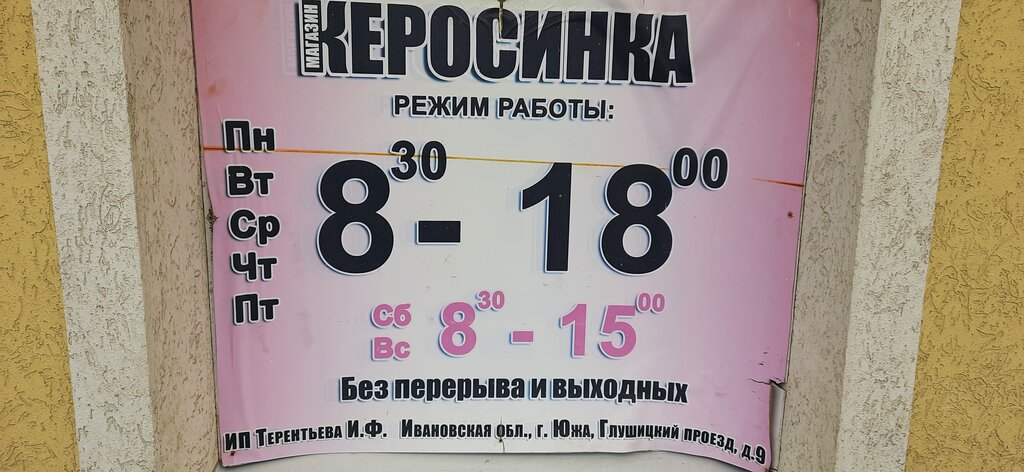 МАГАЗИН КЕРОСИНКА
РЕЖИМ РАБОТЫ:
Пн
Вт
Ср
Чт
Пт
8 30 - 18 00
Сб
Вс
8 30 - 15 00
Без перерыва и выходных
ИП Терентьева И.Ф. Ивановская обл., г. Южа, Глушицкий проезд, д.9